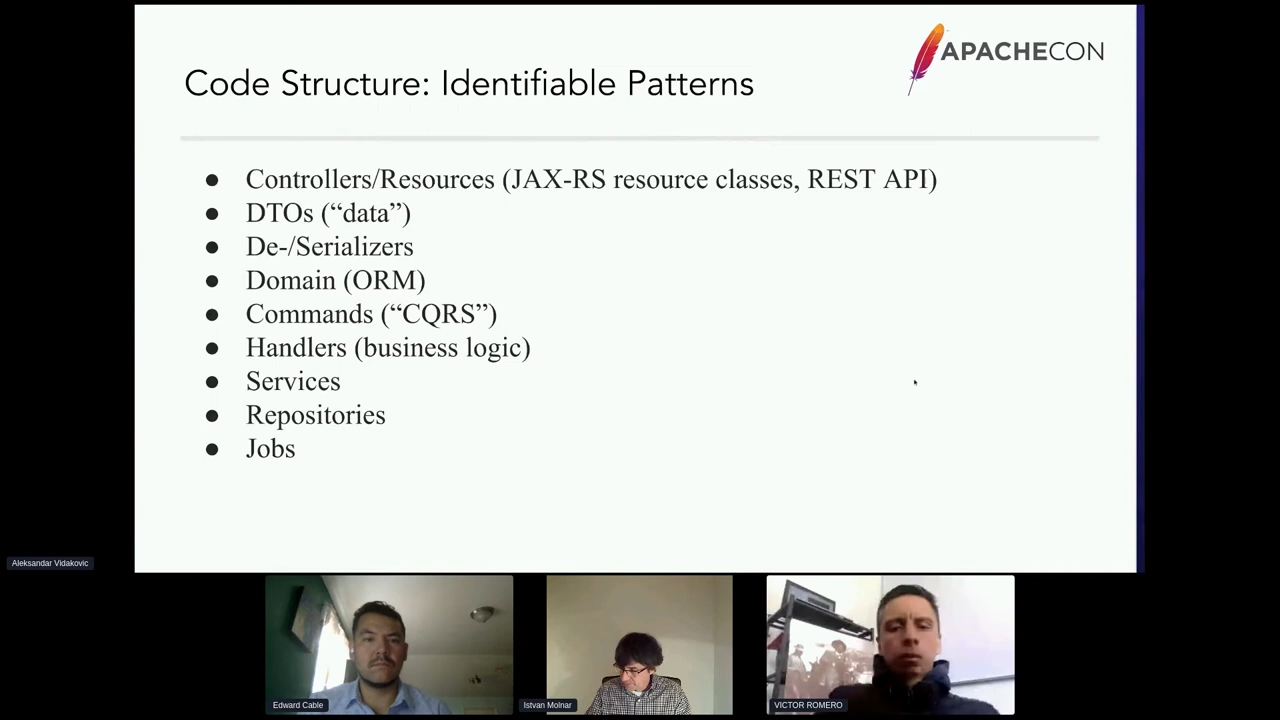 APACHECON
Code Structure: Identifiable Patterns
● Controllers/Resources (JAX-RS resource classes, REST API)
● DTOs (“data”)
● De-/Serializers
● Domain (ORM)
● Commands (“CQRS”)
● Handlers (business logic)
● Services
● Repositories
● Jobs
Aleksandar Vidakovic
Edward Cable
Istvan Molnar
VICTOR ROMERO